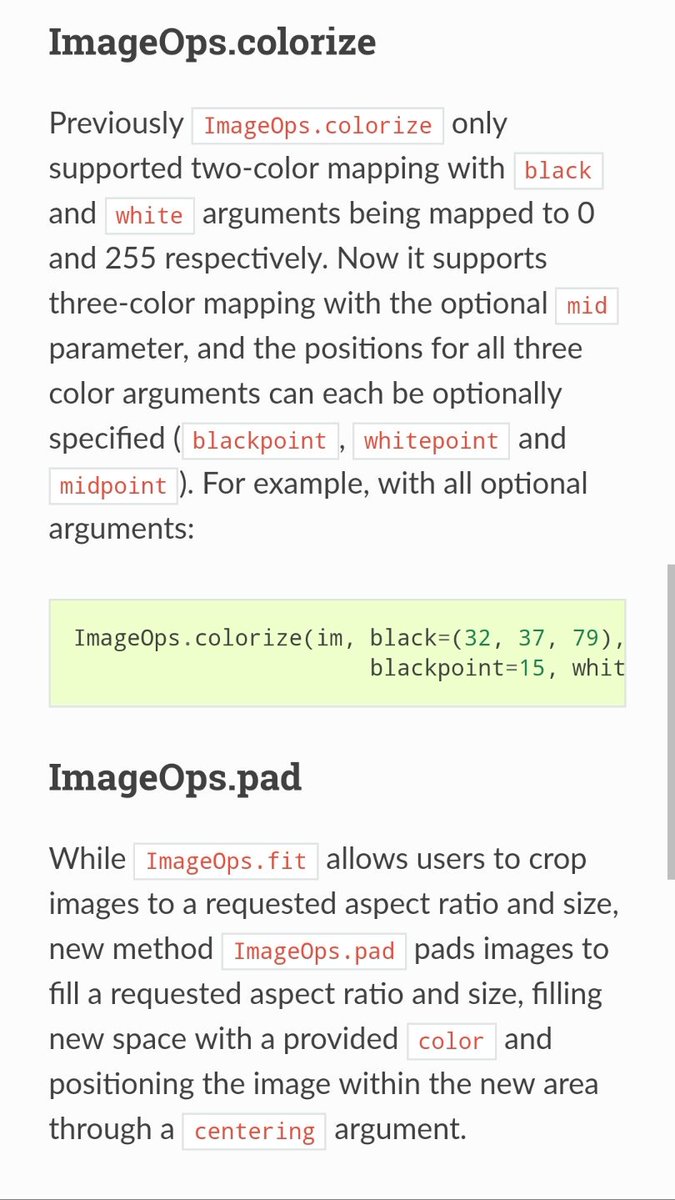 ImageOps.colorize
Previously ImageOps.colorize only
supported two-color mapping with black
and white arguments being mapped to 0
and 255 respectively. Now it supports
three-color mapping with the optional mid
parameter, and the positions for all three
color arguments can each be optionally
specified ( blackpoint , whitepoint and
midpoint ). For example, with all optional
arguments:
ImageOps.colorize(im, black=(32, 37, 79),
blackpoint=15, whit
ImageOps.pad
While ImageOps.fit allows users to crop
images to a requested aspect ratio and size,
new method ImageOps.pad pads images to
fill a requested aspect ratio and size, filling
new space with a provided color and
positioning the image within the new area
through a centering argument.